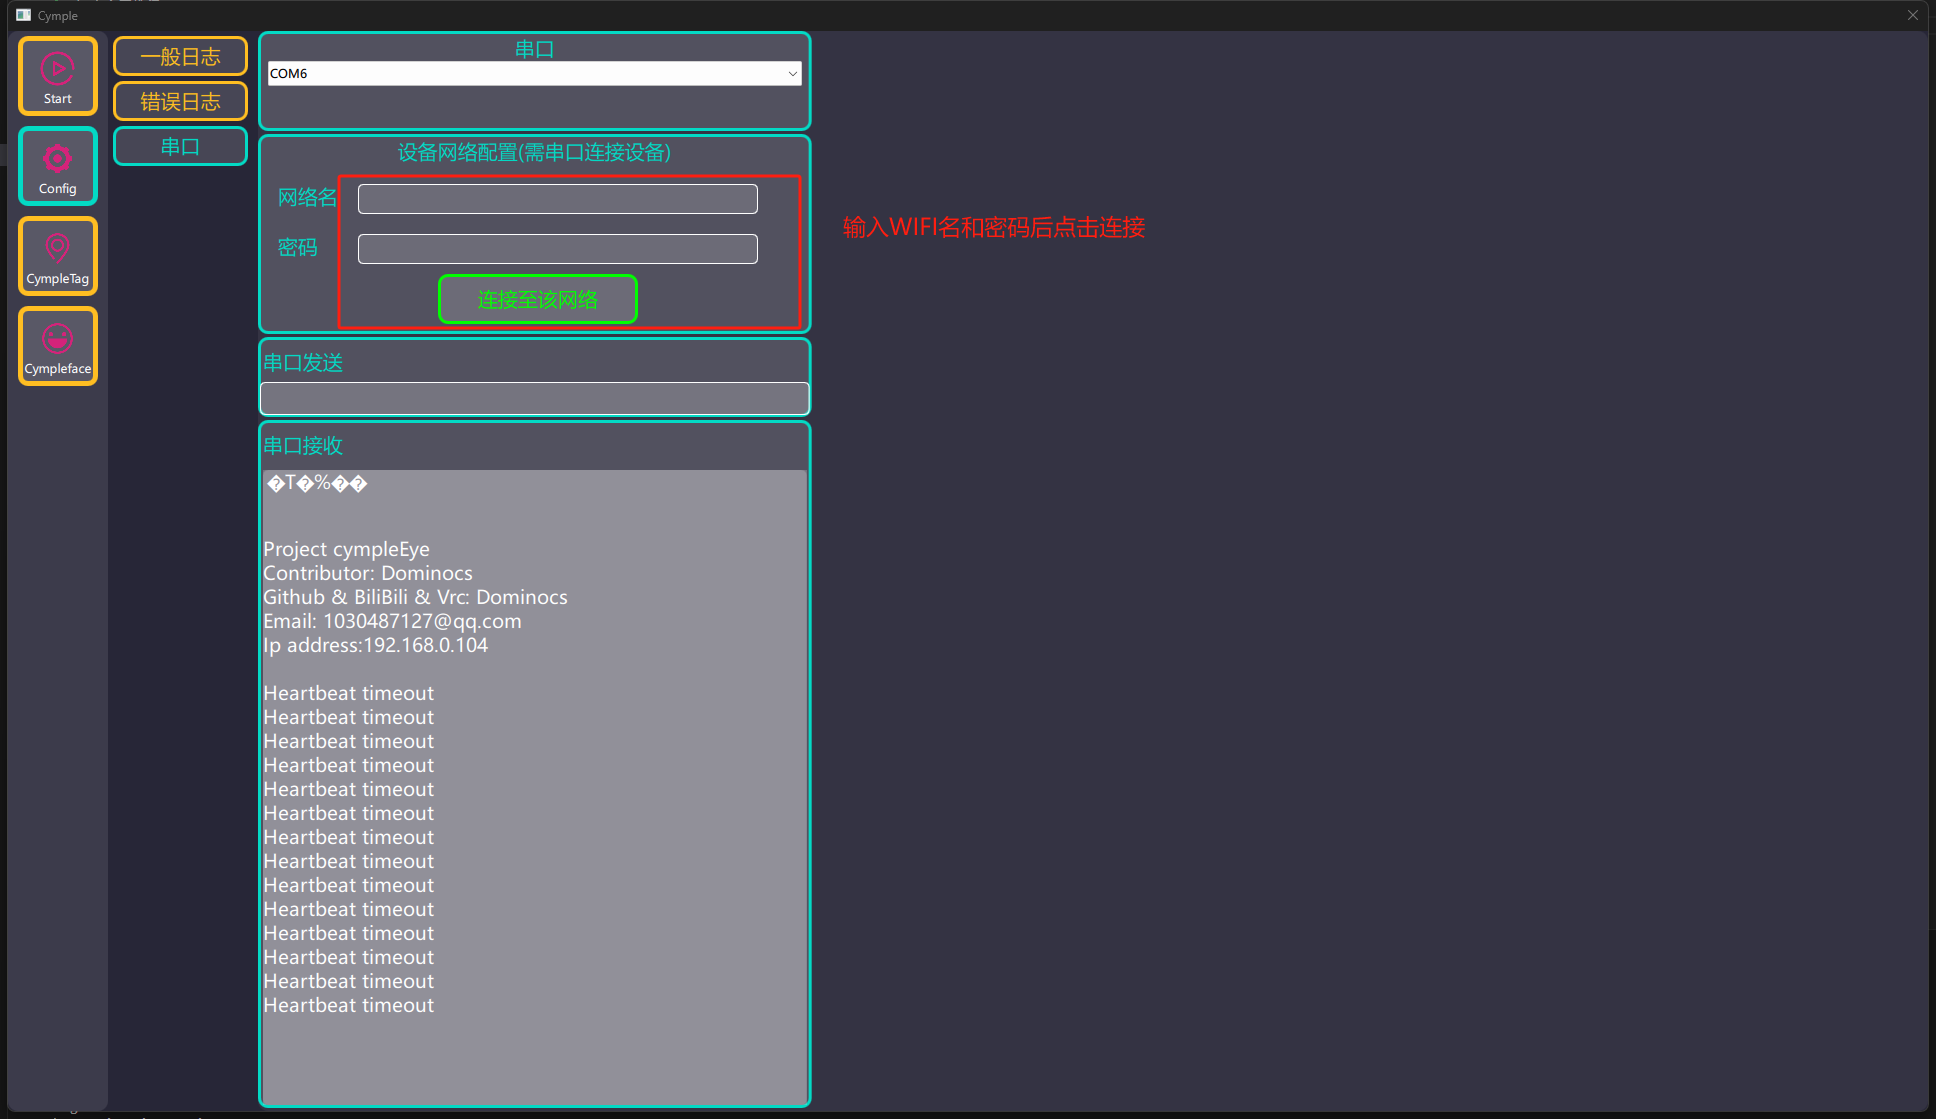 Cymple
Start
Config
CympleTag
Cympleface
一般日志
错误日志
串口
串口
COM6
设备网络配置(需串口连接设备)
网络名
密码
连接至该网络
输入WIFI名和密码后点击连接
串口发送
串口接收
�T�%��
Project cympleEye
Contributor: Dominocs
Github & BiliBili & Vrc: Dominocs
Email: 1030487127@qq.com
Ip address:192.168.0.104
Heartbeat timeout
Heartbeat timeout
Heartbeat timeout
Heartbeat timeout
Heartbeat timeout
Heartbeat timeout
Heartbeat timeout
Heartbeat timeout
Heartbeat timeout
Heartbeat timeout
Heartbeat timeout
Heartbeat timeout
Heartbeat timeout
Heartbeat timeout